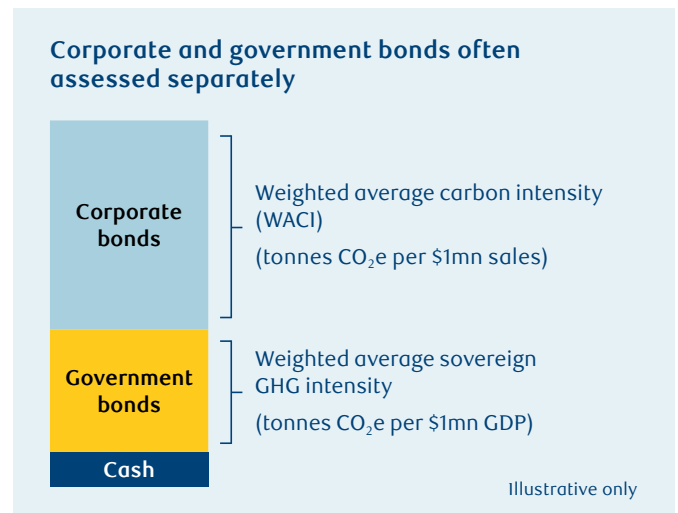 Corporate and government bonds often
assessed separately
Corporate
bonds
Weighted average carbon intensity
(WACI)
(tonnes CO₂e per $1mn sales)
Government
bonds
Weighted average sovereign
GHG intensity
(tonnes CO₂e per $1mn GDP)
Cash
Illustrative only